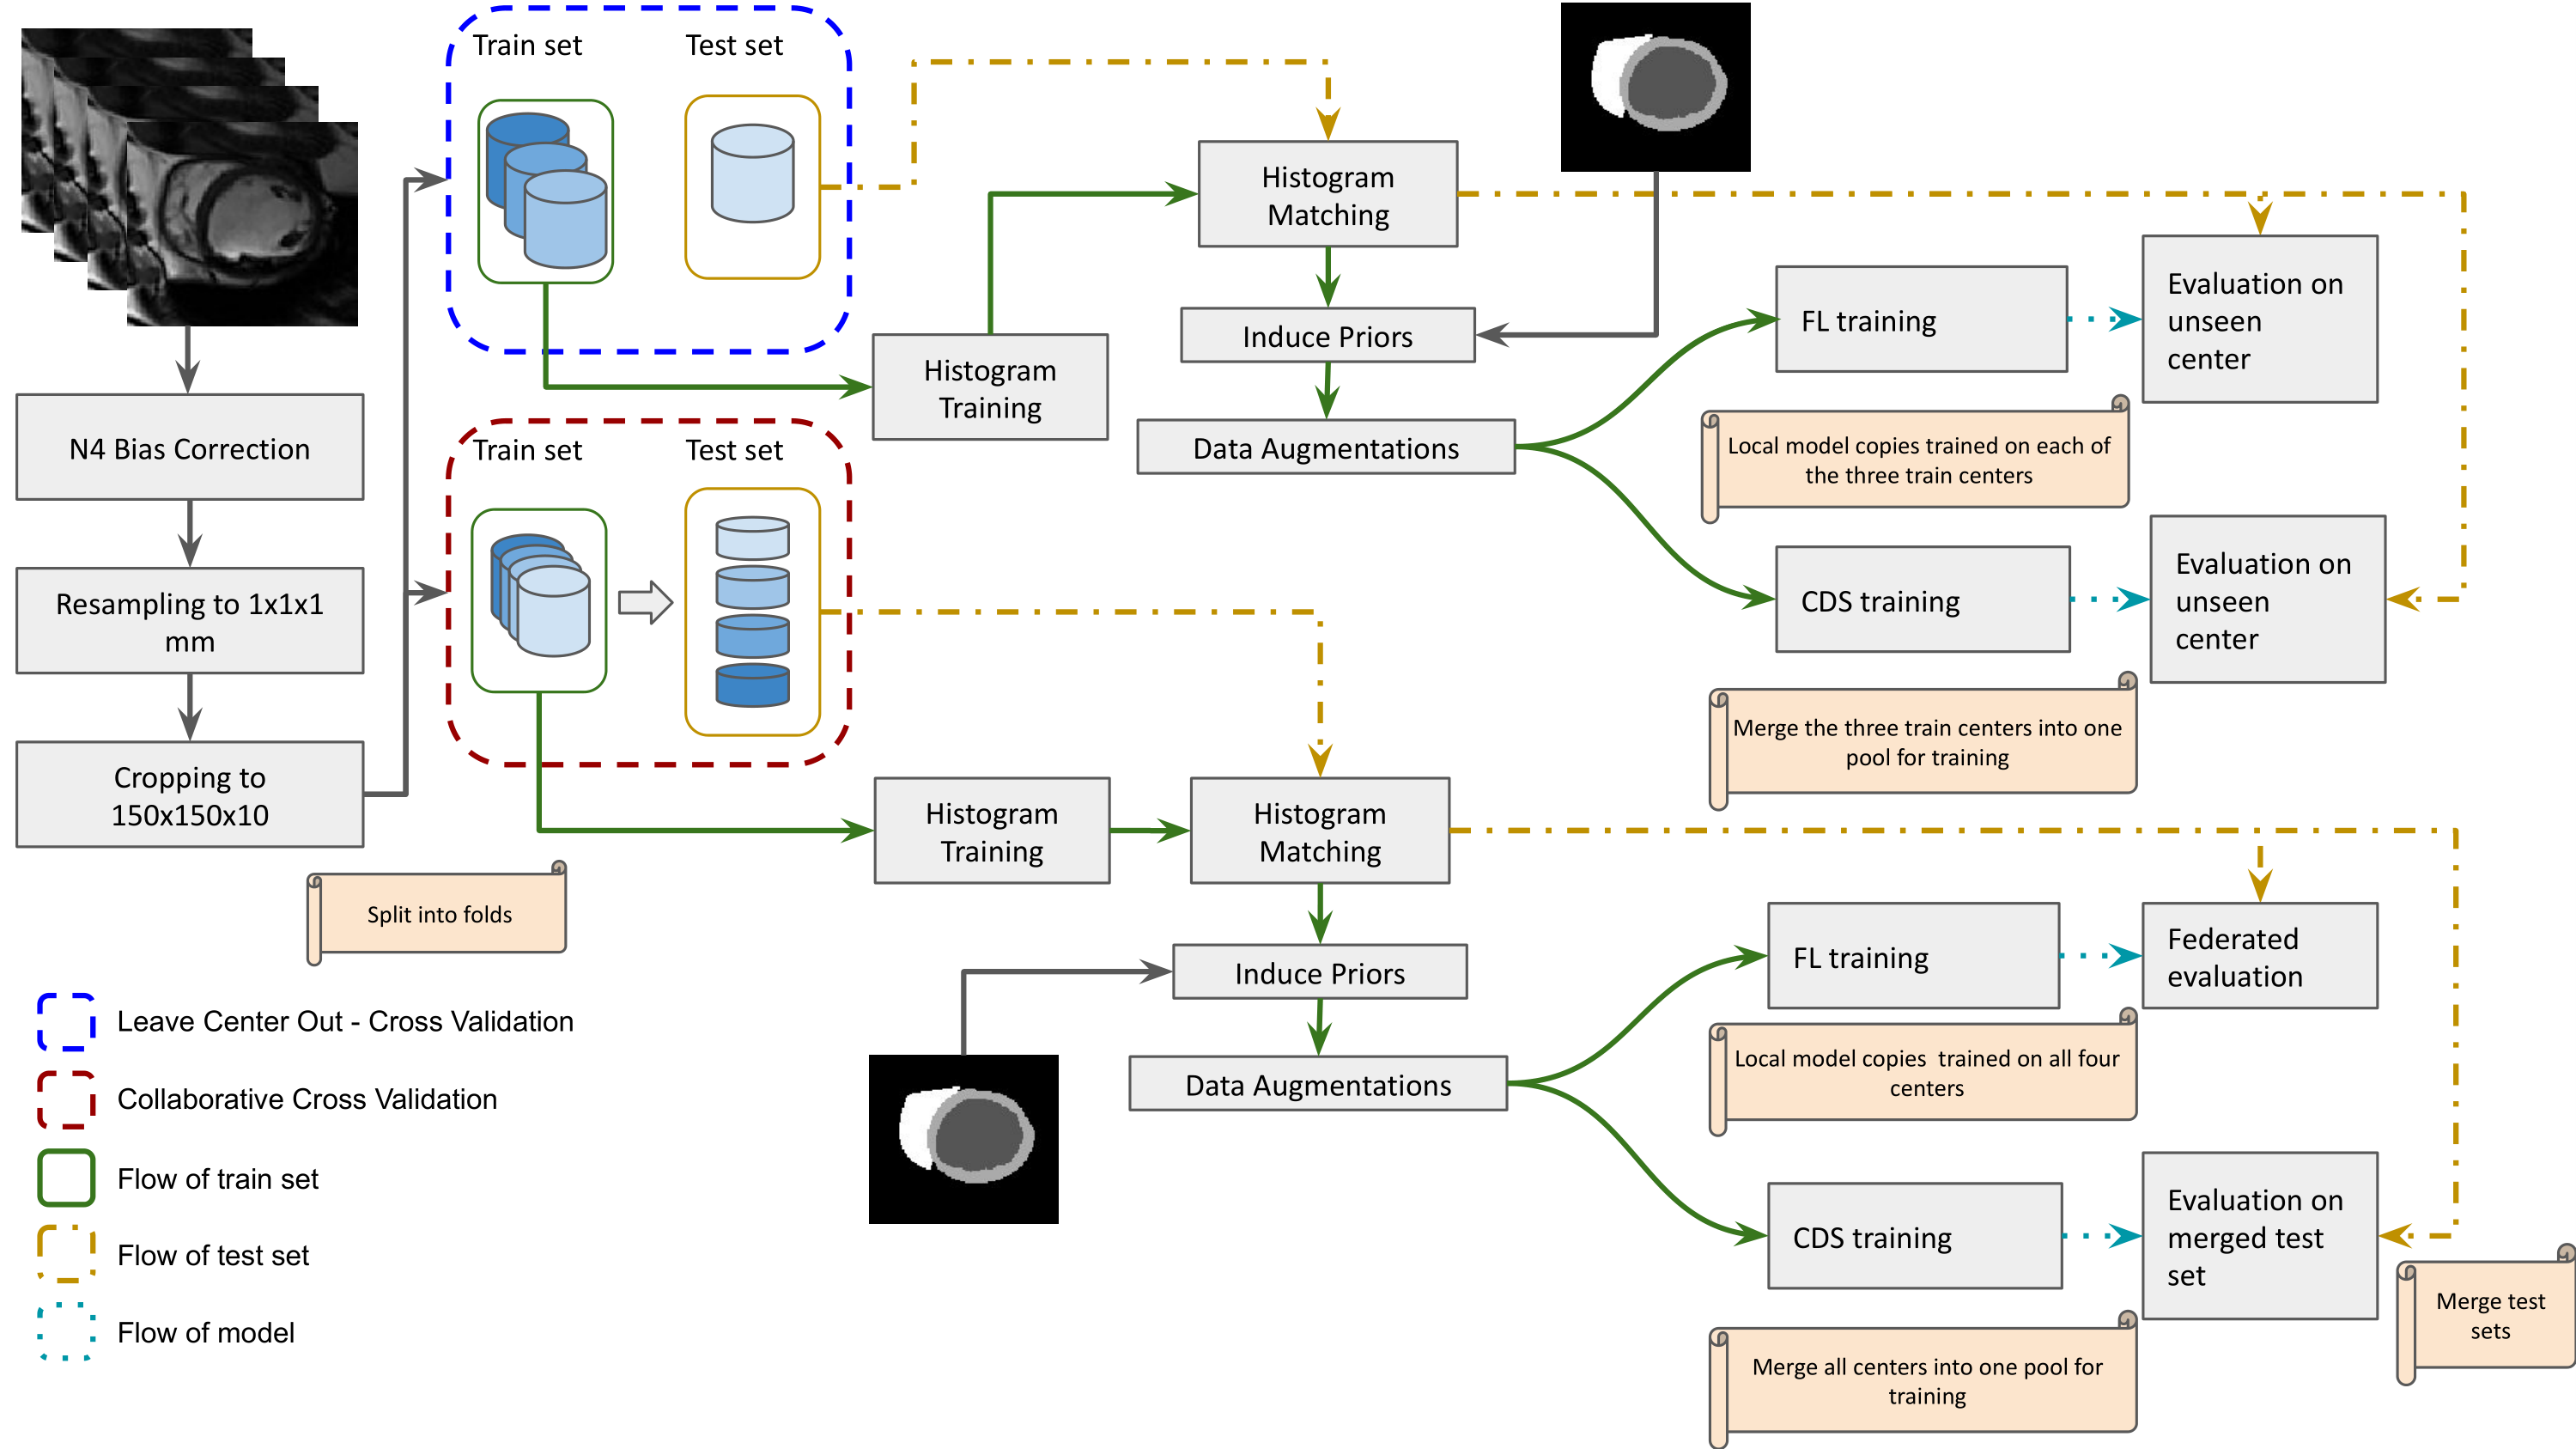 Train set
Test set
Histogram
Matching
Evaluation on
unseen
center
FL training
Induce Priors
Histogram
Training
Data Augmentations
Local model copies trained on each of
the three train centers
N4 Bias Correction
Train set
Test set
Resampling to 1x1x1
mm
CDS training
Evaluation on
unseen
center
Merge the three train centers into one
pool for training
Cropping to
150x150x10
Histogram
Training
Histogram
Matching
Split into folds
FL training
Federated
evaluation
Induce Priors
Local model copies trained on all four
centers
Data Augmentations
CDS training
Evaluation on
merged test
set
Merge test
sets
Merge all centers into one pool for
training
Leave Center Out - Cross Validation
Collaborative Cross Validation
Flow of train set
Flow of test set
Flow of model